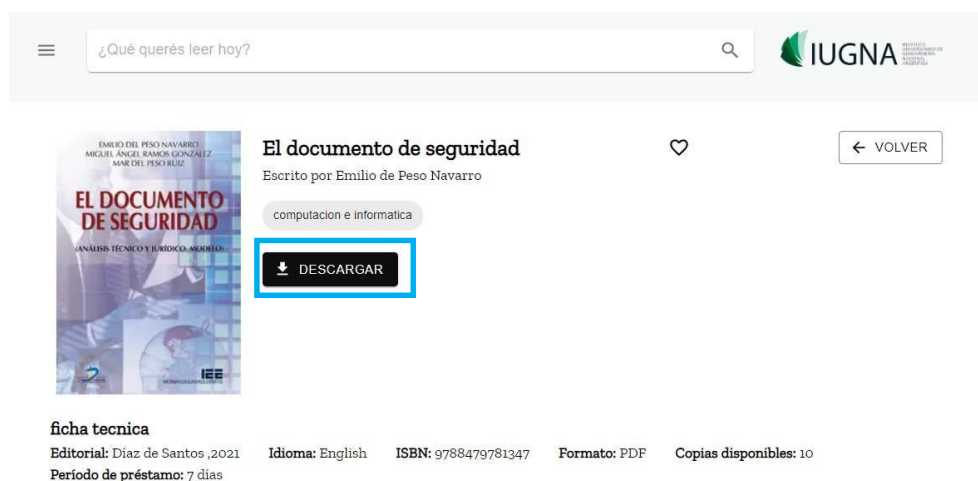 ¿Qué querés leer hoy?
IUGNA
EMILIO DEL PESO NAVARRO
MIGUEL ÁNGEL RAMOS GONZÁLEZ
MAR DEL PESO RUIZ
EL DOCUMENTO
DE SEGURIDAD
(ANÁLISIS TÉCNICO Y JURÍDICO. MODELO)
IEE
El documento de seguridad
Escrito por Emilio de Peso Navarro
computacion e informatica
DESCARGAR
VOLVER
ficha tecnica
Editorial: Díaz de Santos ,2021 Idioma: English ISBN: 9788479781347 Formato: PDF Copias disponibles: 10
Período de préstamo: 7 días